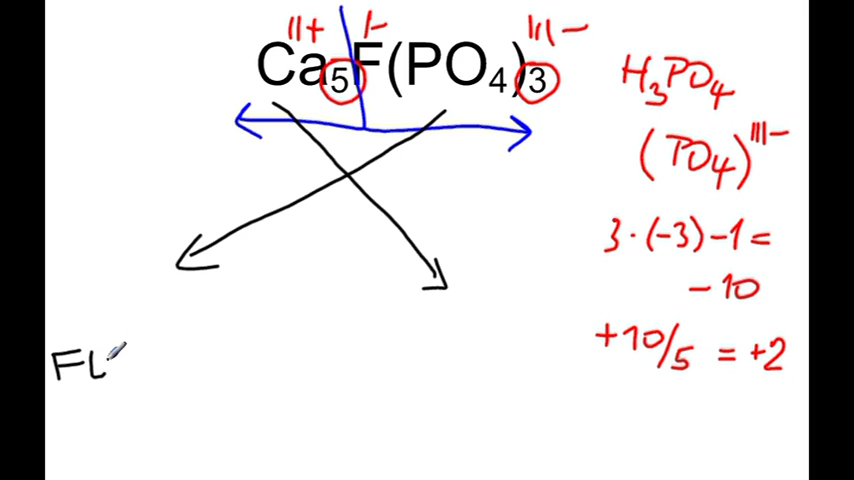 II+ I- III-
Ca₅F(PO₄)₃
H₃PO₄
(PO₄)III-
3·(-3)-1=
-10
+10/5 = +2
FL